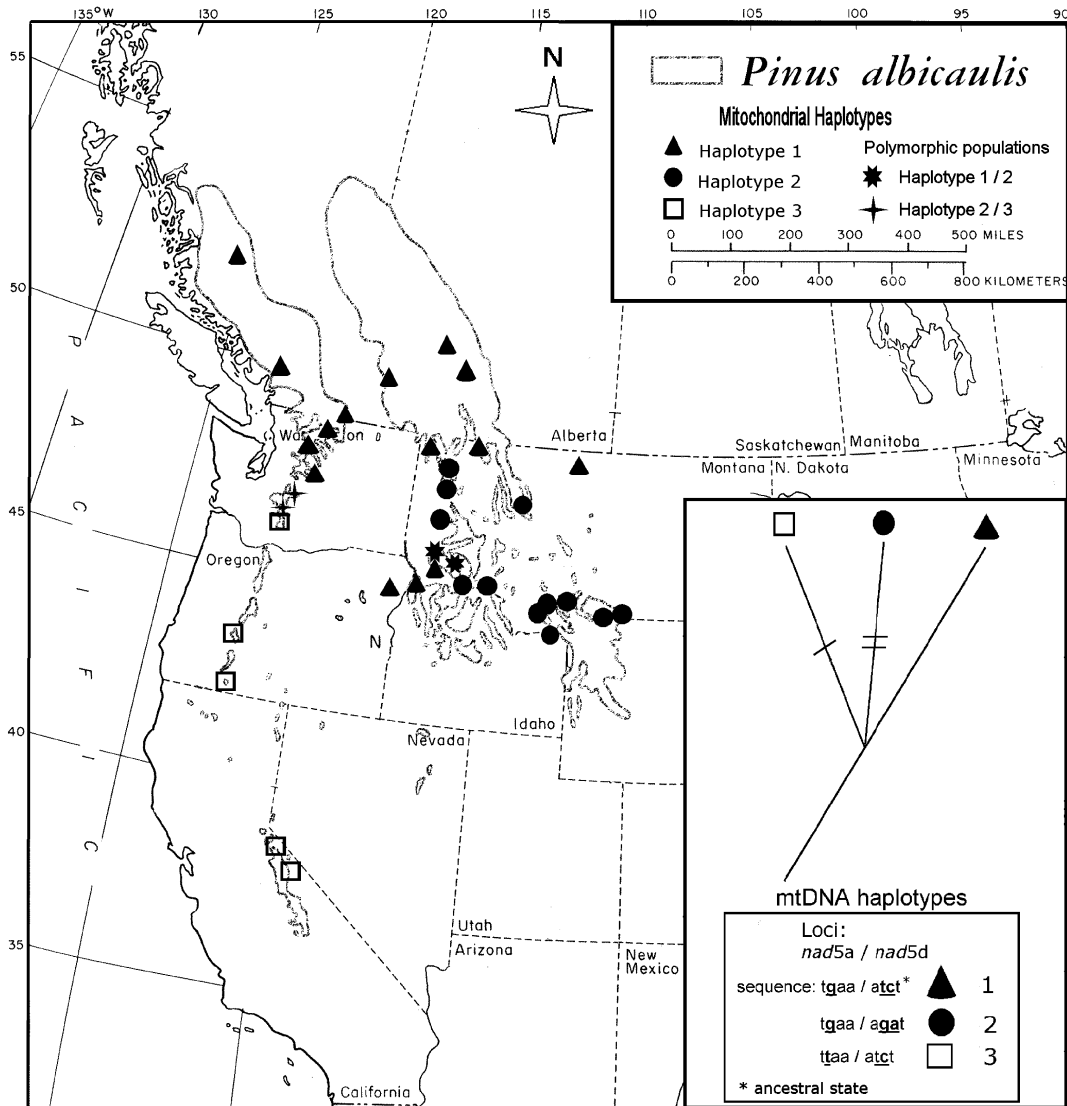 135°W 130 125 120 115 110 105 100 95 90
55
50
45
40
35
N
Pinus albicaulis
Mitochondrial Haplotypes
Haplotype 1
Haplotype 2
Haplotype 3
Polymorphic populations
Haplotype 1 / 2
Haplotype 2 / 3
0 100 200 300 400 500 MILES
0 200 400 600 800 KILOMETERS
PACIFIC
Washington
Alberta
Saskatchewan
Manitoba
Montana
N. Dakota
Minnesota
Oregon
N
Idaho
Nevada
Utah
Arizona
New
Mexico
California
mtDNA haplotypes
Loci:
nad5a / nad5d
sequence: tgaa / atct* 1
tgaa / agat 2
ttaa / atct 3
* ancestral state